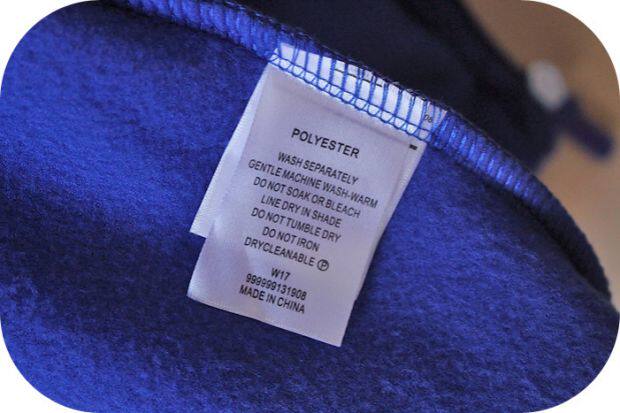 POLYESTER
WASH SEPARATELY
GENTLE MACHINE WASH-WARM
DO NOT SOAK OR BLEACH
LINE DRY IN SHADE
DO NOT TUMBLE DRY
DO NOT IRON
DRYCLEANABLE Ⓟ
W17
999999131908
MADE IN CHINA